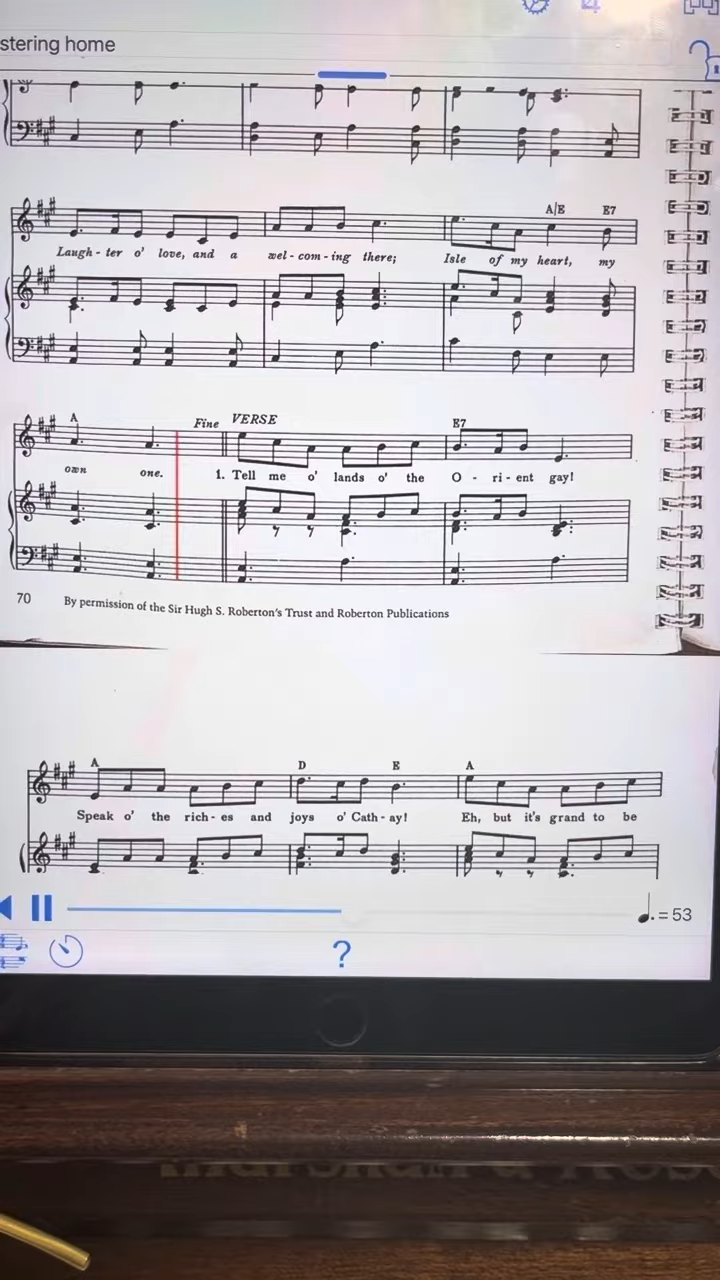 stering home
A/E E7
Laugh - ter o' love, and a wel - com - ing there; Isle of my heart, my
A Fine VERSE E7
own one. 1. Tell me o' lands o' the O - ri - ent gay!
70 By permission of the Sir Hugh S. Roberton's Trust and Roberton Publications
A D E A
Speak o' the rich - es and joys o' Cath - ay! Eh, but it's grand to be
= 53
?